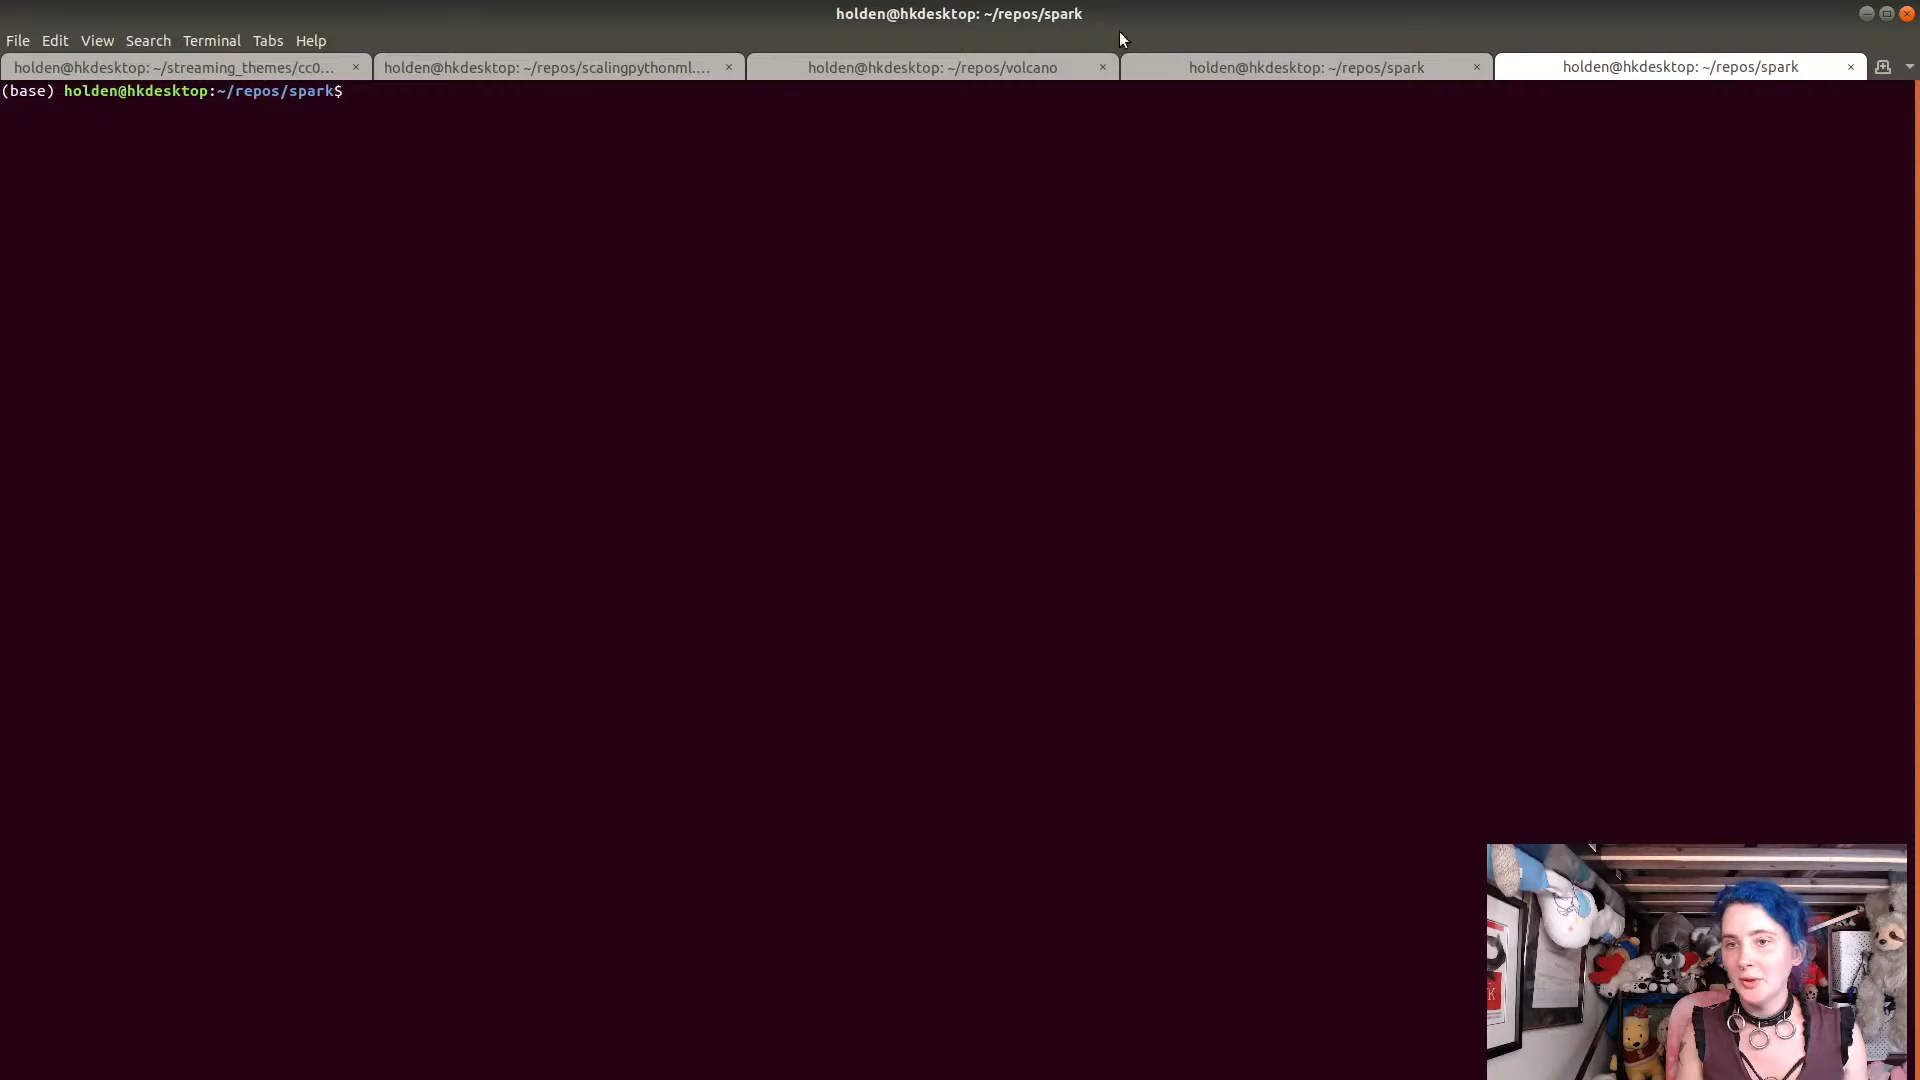 holden@hkdesktop: ~/repos/spark
File Edit View Search Terminal Tabs Help
holden@hkdesktop: ~/streaming_themes/cc0... × holden@hkdesktop: ~/repos/scalingpythonml.... × holden@hkdesktop: ~/repos/volcano × holden@hkdesktop: ~/repos/spark × holden@hkdesktop: ~/repos/spark ×
(base) holden@hkdesktop:~/repos/spark$